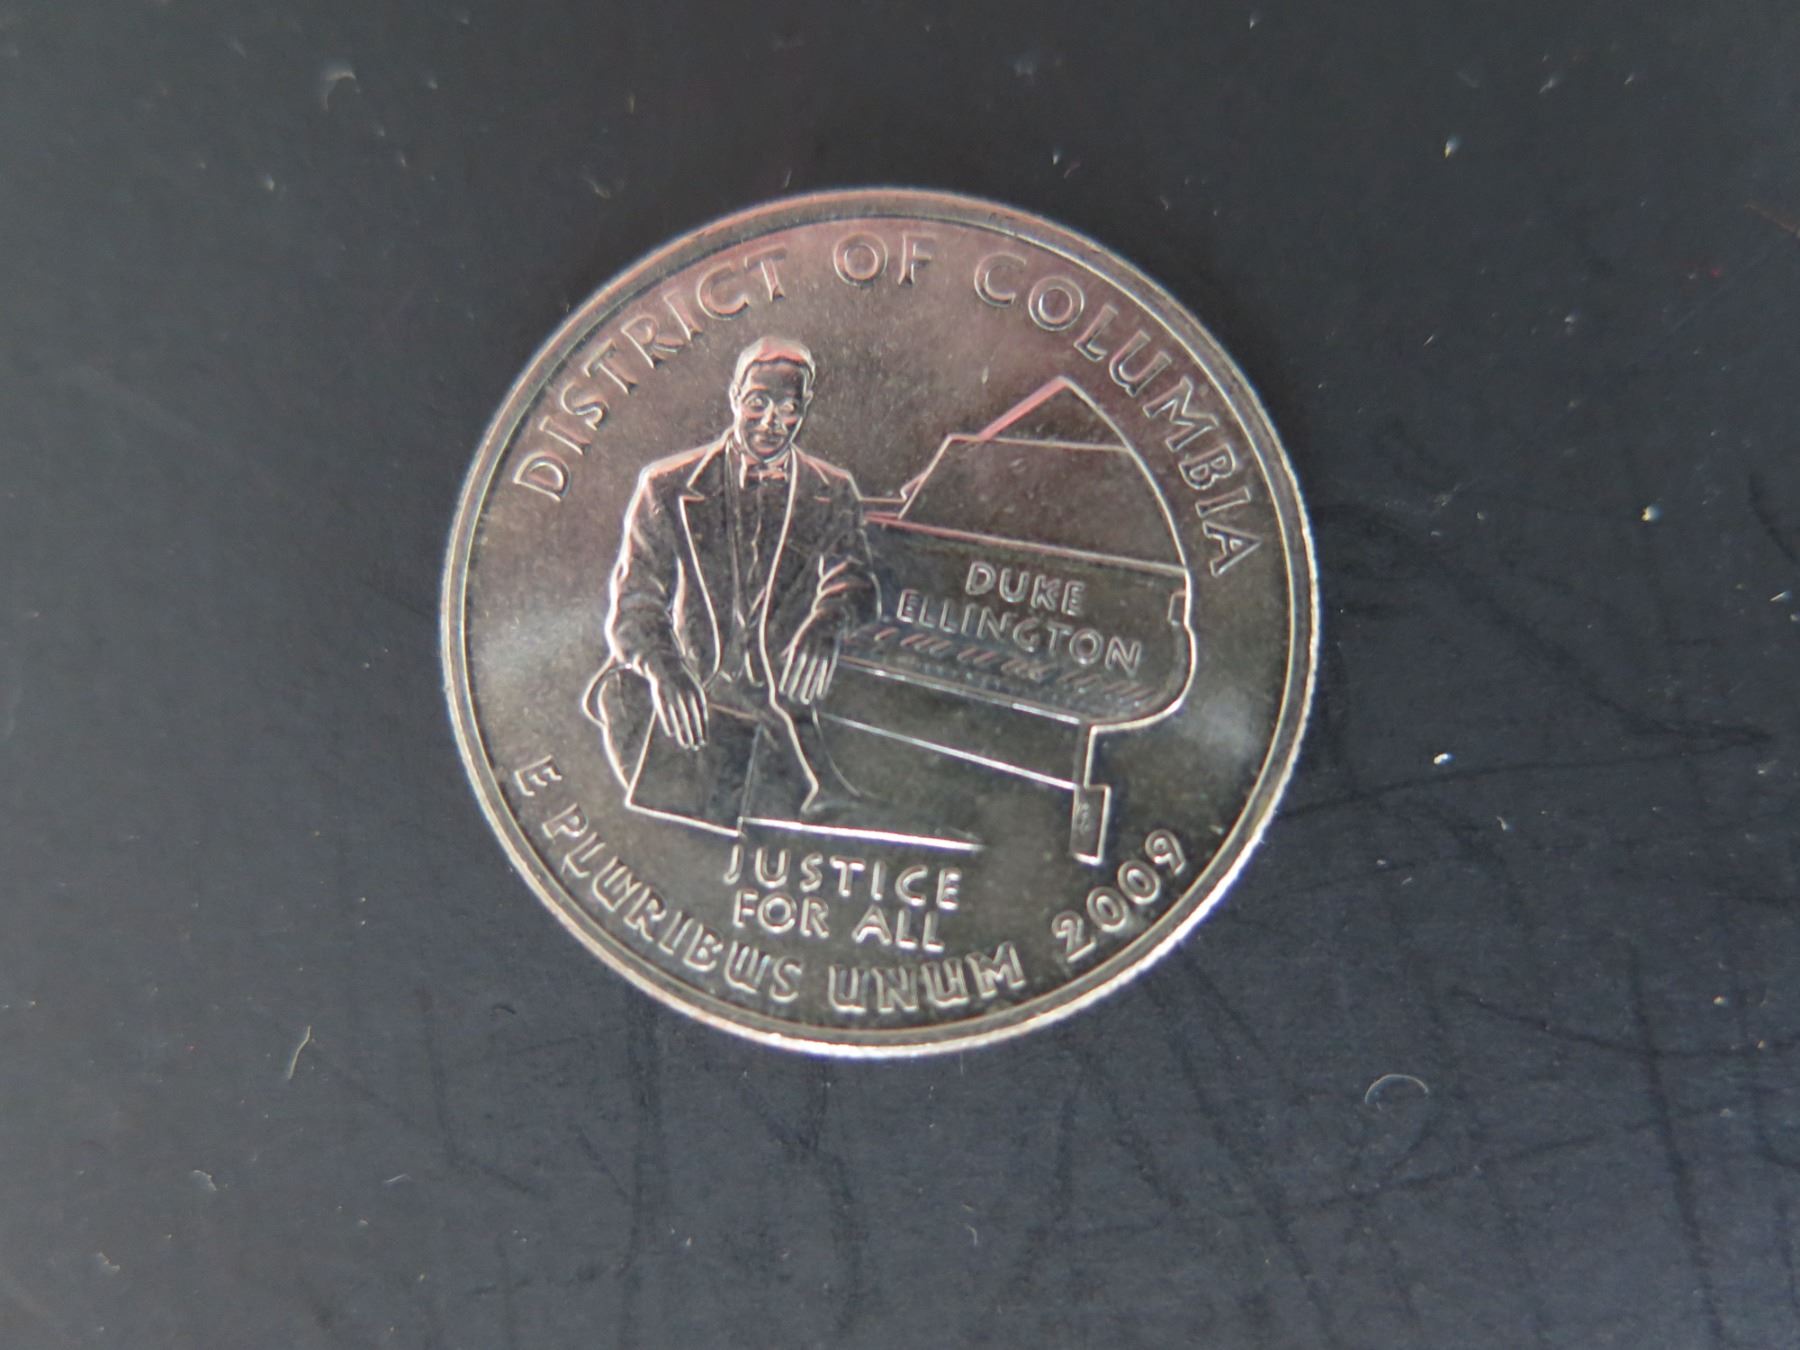 DISTRICT OF COLUMBIA
DUKE
ELLINGTON
JUSTICE
FOR ALL
E PLURIBUS UNUM 2009